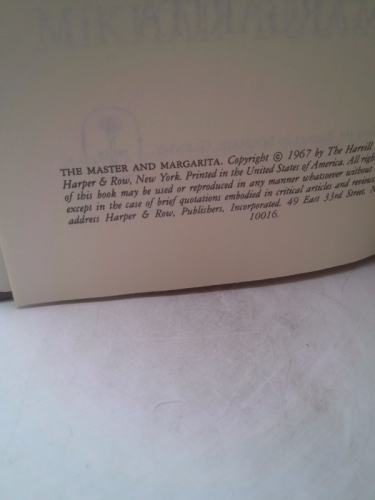 THE MASTER AND MARGARITA. Copyright © 1967 by The Harvill
Harper & Row, New York. Printed in the United States of America. All righ
of this book may be used or reproduced in any manner whatsoever without
except in the case of brief quotations embodied in critical articles and review
address Harper & Row, Publishers, Incorporated. 49 East 33rd Street, N
10016.